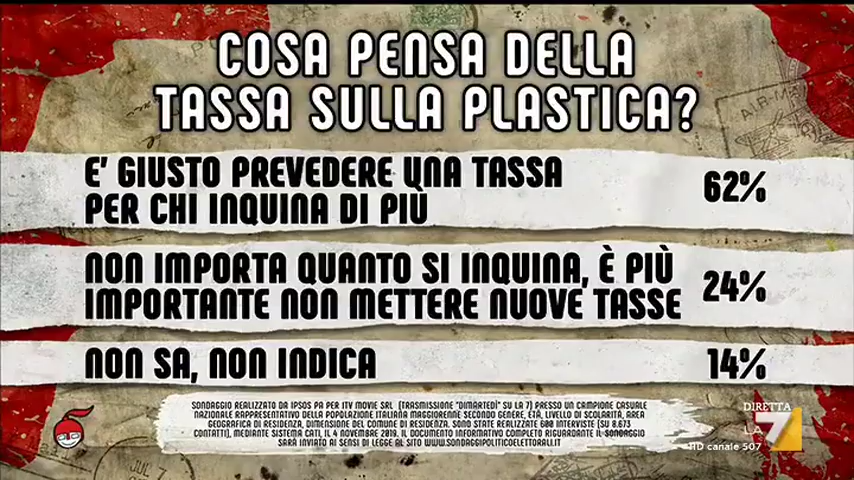 COSA PENSA DELLA
TASSA SULLA PLASTICA?
E' GIUSTO PREVEDERE UNA TASSA
PER CHI INQUINA DI PIÙ
62%
NON IMPORTA QUANTO SI INQUINA, È PIÙ
IMPORTANTE NON METTERE NUOVE TASSE
24%
NON SA, NON INDICA
14%
SONDAGGIO REALIZZATO DA IPSOS PA PER ITV MOVIE SRL (TRASMISSIONE "DIMARTEDÌ" SU LA 7) PRESSO UN CAMPIONE CASUALE
NAZIONALE RAPPRESENTATIVO DELLA POPOLAZIONE ITALIANA MAGGIORENNE SECONDO GENERE, ETÀ, LIVELLO DI SCOLARITÀ, AREA
GEOGRAFICA DI RESIDENZA, DIMENSIONE DEL COMUNE DI RESIDENZA. SONO STATE REALIZZATE 600 INTERVISTE (SU 8.673
CONTATTI), MEDIANTE SISTEMA CATI, IL 4 NOVEMBRE 2019. IL DOCUMENTO INFORMATIVO COMPLETO RIGUARDANTE IL SONDAGGIO
SARÀ INVIATO AI SENSI DI LEGGE AL SITO WWW.SONDAGGIPOLITICOELETTORALI.IT
DIRETTA
LA 7
HD canale 507
AIR-MA
JUL 7